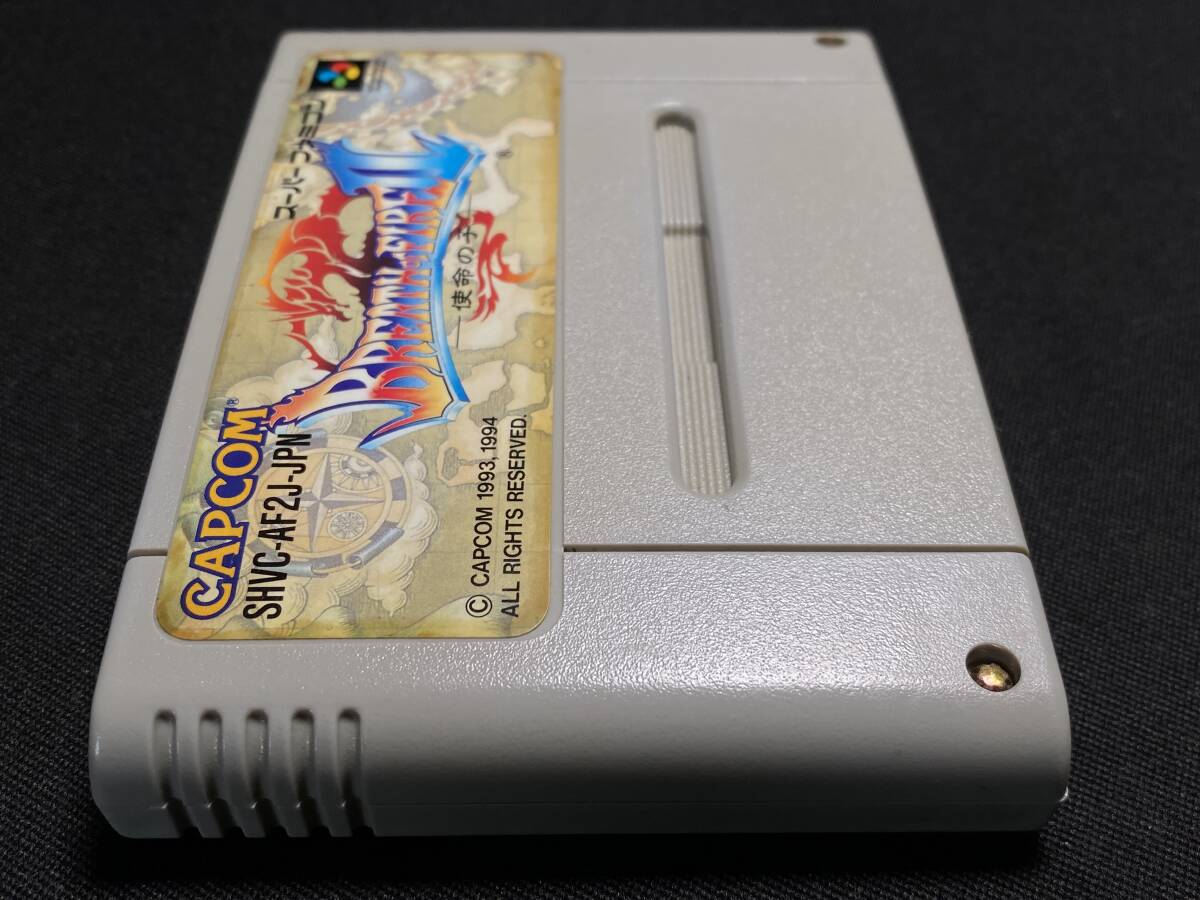 スーパーファミコン
BREATH OF FIRE II
使命の子
CAPCOM®
SHVC-AF2J-JPN
© CAPCOM 1993, 1994
ALL RIGHTS RESERVED.